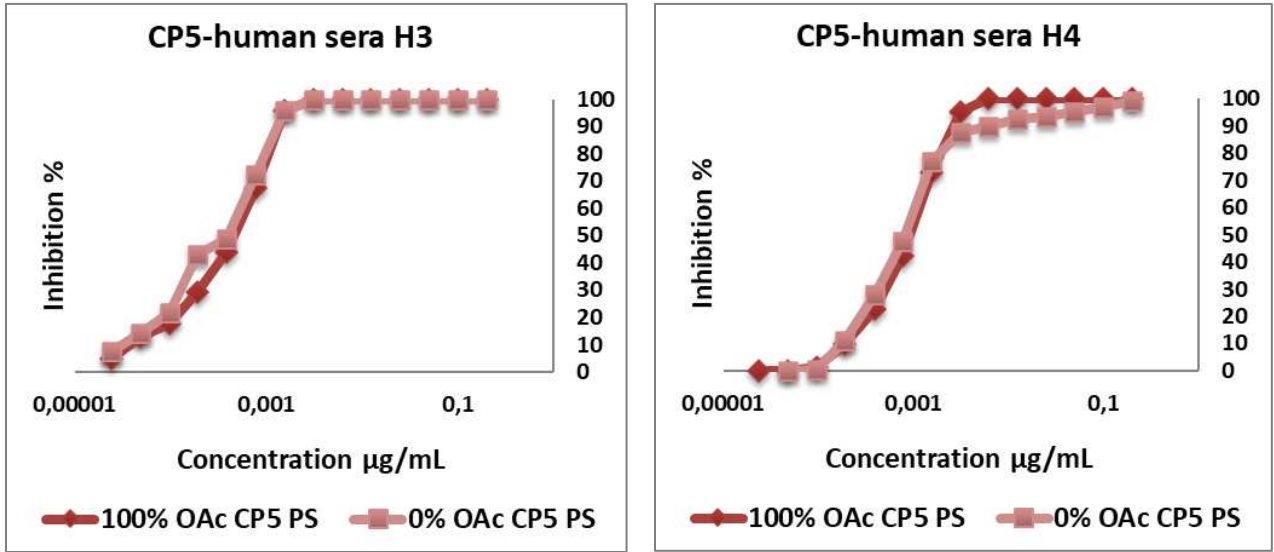 CP5-human sera H3
Inhibition %
100
90
80
70
60
50
40
30
20
10
0
0,00001
0,001
0,1
Concentration µg/mL
100% OAc CP5 PS
0% OAc CP5 PS
CP5-human sera H4
Inhibition %
100
90
80
70
60
50
40
30
20
10
0
0,00001
0,001
0,1
Concentration µg/mL
100% OAc CP5 PS
0% OAc CP5 PS